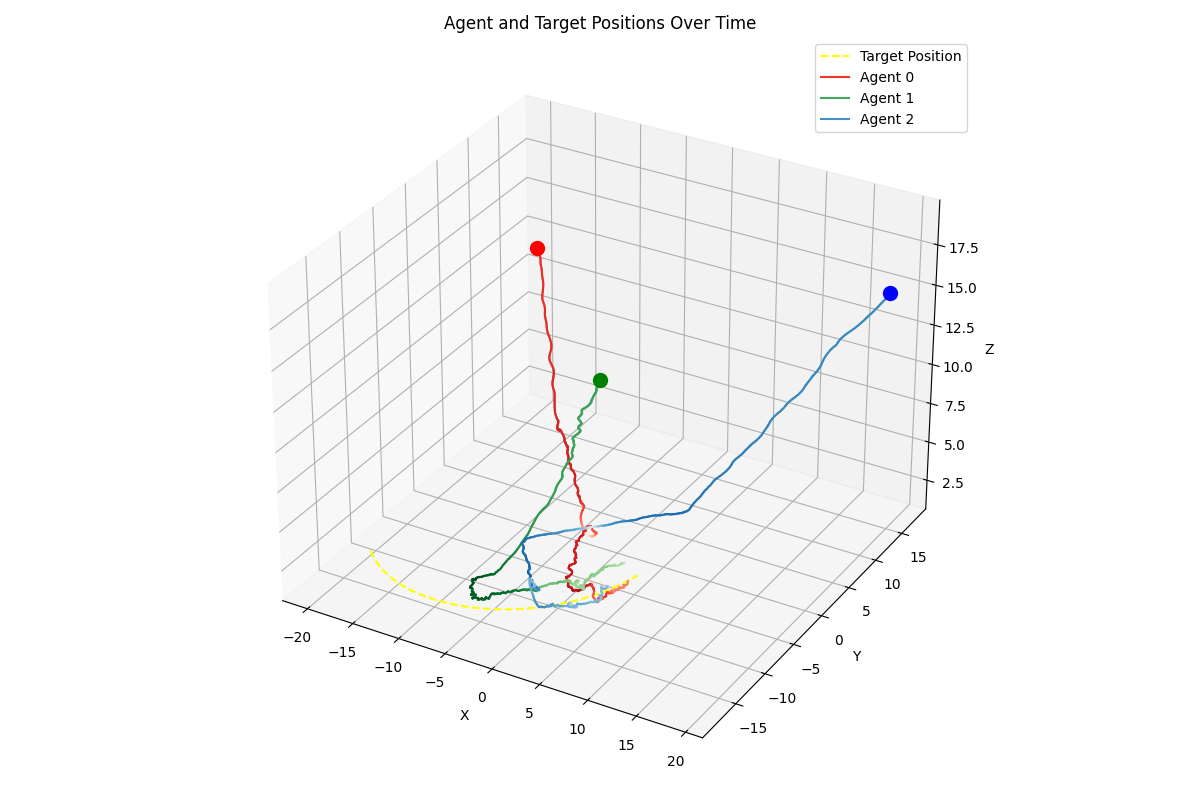 Agent and Target Positions Over Time
Target Position
Agent 0
Agent 1
Agent 2
17.5
15.0
12.5
Z
10.0
7.5
5.0
2.5
15
10
5
0
−5
−10
−15
Y
−20
−15
−10
−5
0
5
10
15
20
X